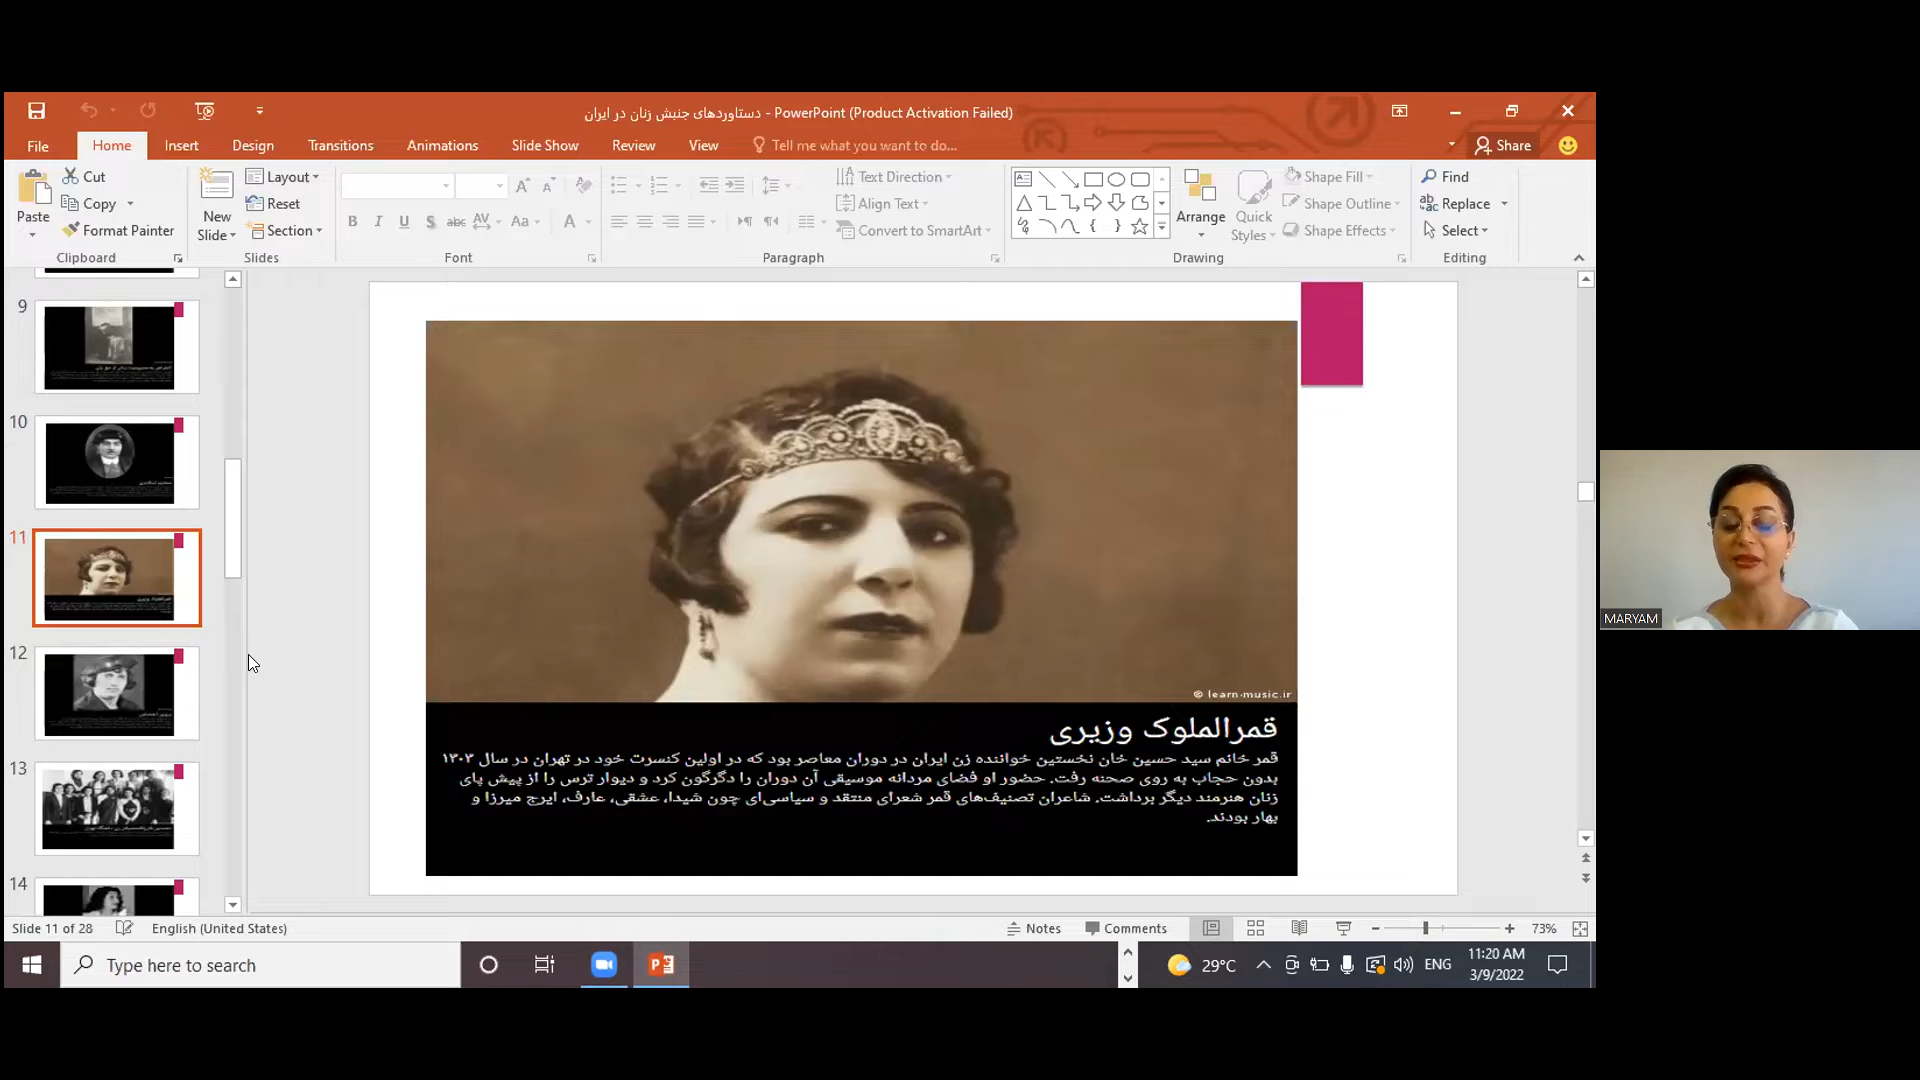 دستاوردهای جنبش زنان در ایران - PowerPoint (Product Activation Failed)
File Home Insert Design Transitions Animations Slide Show Review View Tell me what you want to do... Share
Paste
Cut
Copy
Format Painter
Clipboard
New Slide
Layout
Reset
Section
Slides
Font
Text Direction
Align Text
Convert to SmartArt
Paragraph
Arrange
Quick Styles
Shape Fill
Shape Outline
Shape Effects
Drawing
Find
Replace
Select
Editing
9
10
11
12
13
14
© learn-music.ir
قمرالملوک وزیری
قمر خانم سید حسین خان نخستین خواننده زن ایران در دوران معاصر بود که در اولین کنسرت خود در تهران در سال ۱۳۰۳
بدون حجاب به روی صحنه رفت. حضور او فضای مردانه موسیقی آن دوران را دگرگون کرد و دیوار ترس را از پیش پای
زنان هنرمند دیگر برداشت. شاعران تصنیف‌های قمر شعرای منتقد و سیاسی‌ای چون شیدا، عشقی، عارف، ایرج میرزا و
بهار بودند.
MARYAM
Slide 11 of 28 English (United States) Notes Comments 73%
Type here to search 29°C ENG 11:20 AM
3/9/2022